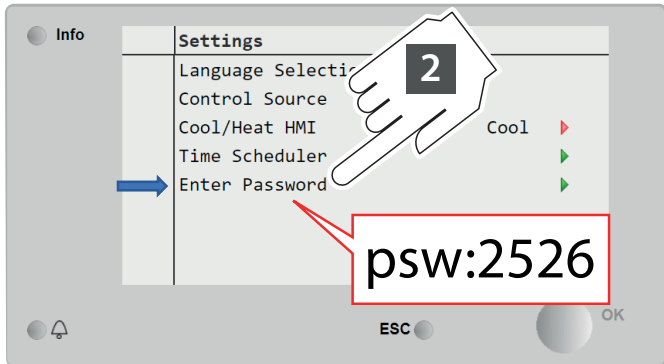 Info
Settings
Language Selectio
2
Control Source
Cool/Heat HMI Cool
Time Scheduler
Enter Password
psw:2526
ESC
OK